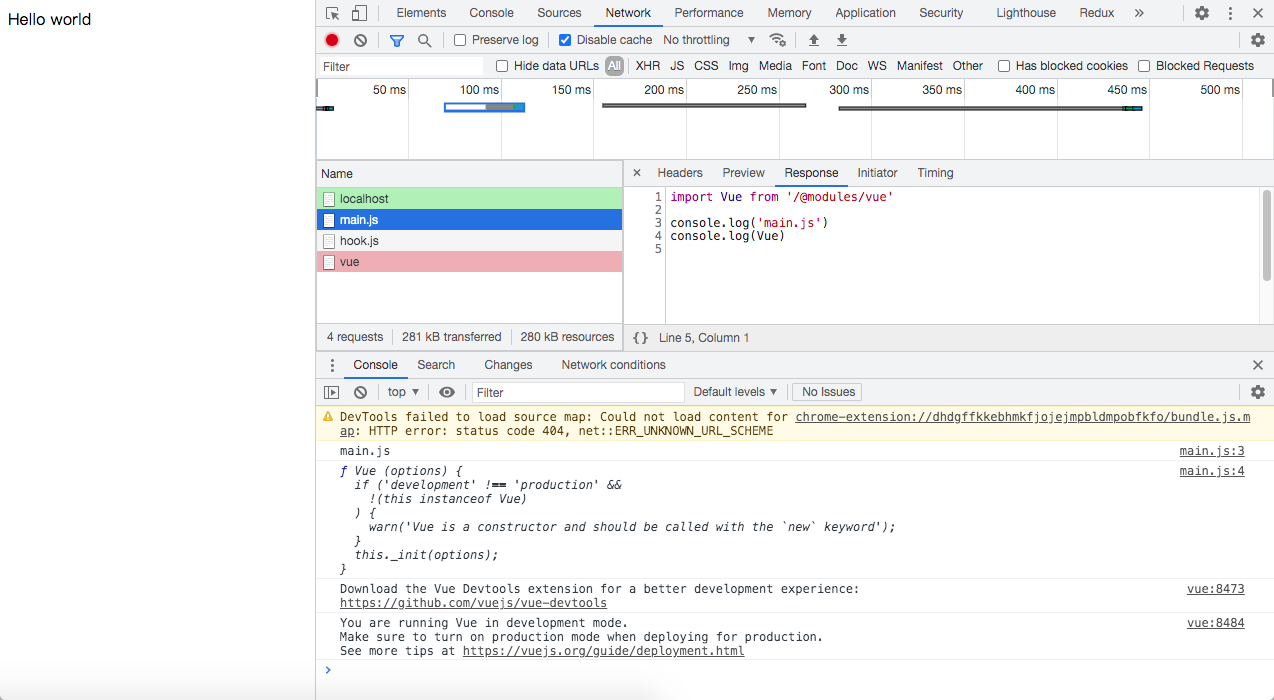 Hello world
Elements Console Sources Network Performance Memory Application Security Lighthouse Redux »
Preserve log Disable cache No throttling ▼
Filter Hide data URLs All XHR JS CSS Img Media Font Doc WS Manifest Other Has blocked cookies Blocked Requests
50 ms 100 ms 150 ms 200 ms 250 ms 300 ms 350 ms 400 ms 450 ms 500 ms
Name
localhost
main.js
hook.js
vue
4 requests 281 kB transferred 280 kB resources
× Headers Preview Response Initiator Timing
1 import Vue from '/@modules/vue'
2
3 console.log('main.js')
4 console.log(Vue)
5
{} Line 5, Column 1
Console Search Changes Network conditions
top ▼ Filter Default levels ▼ No Issues
DevTools failed to load source map: Could not load content for chrome-extension://dhdgffkkebhmkfjojejmpbldmpobfkfo/bundle.js.m
ap: HTTP error: status code 404, net::ERR_UNKNOWN_URL_SCHEME
main.js main.js:3
ƒ Vue (options) { main.js:4
if ('development' !== 'production' &&
!(this instanceof Vue)
) {
warn('Vue is a constructor and should be called with the `new` keyword');
}
this._init(options);
}
Download the Vue Devtools extension for a better development experience: vue:8473
https://github.com/vuejs/vue-devtools
You are running Vue in development mode. vue:8484
Make sure to turn on production mode when deploying for production.
See more tips at https://vuejs.org/guide/deployment.html